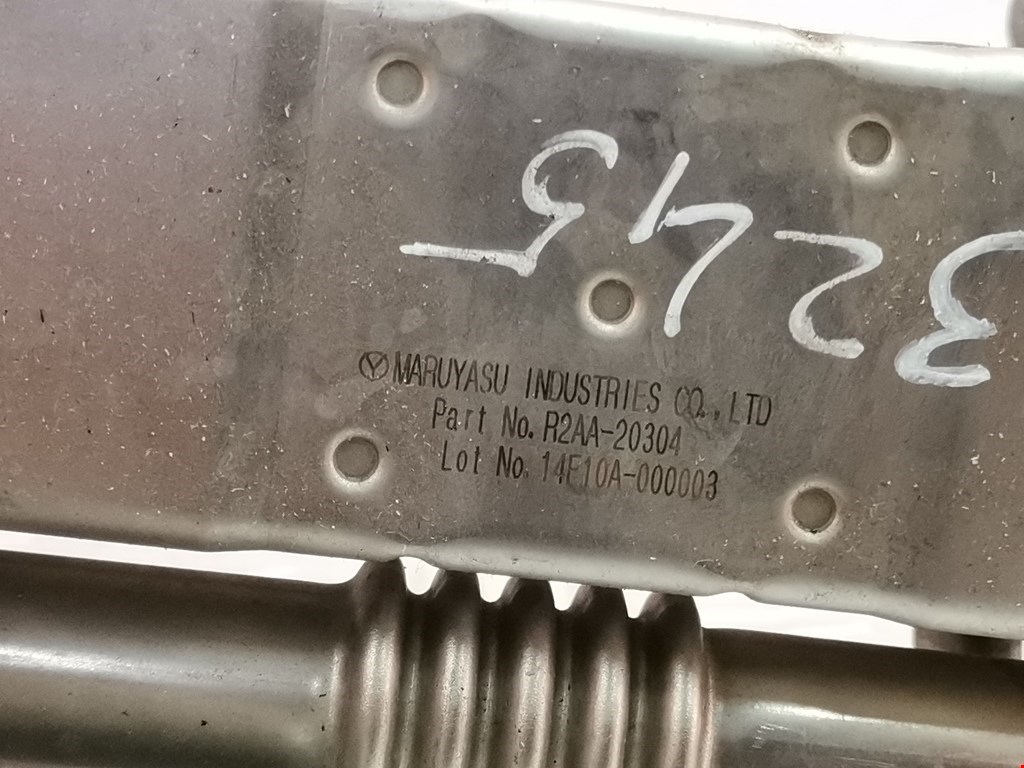 3245
MARUYASU INDUSTRIES CO., LTD
Part No. R2AA-20304
Lot No. 14E10A-000003